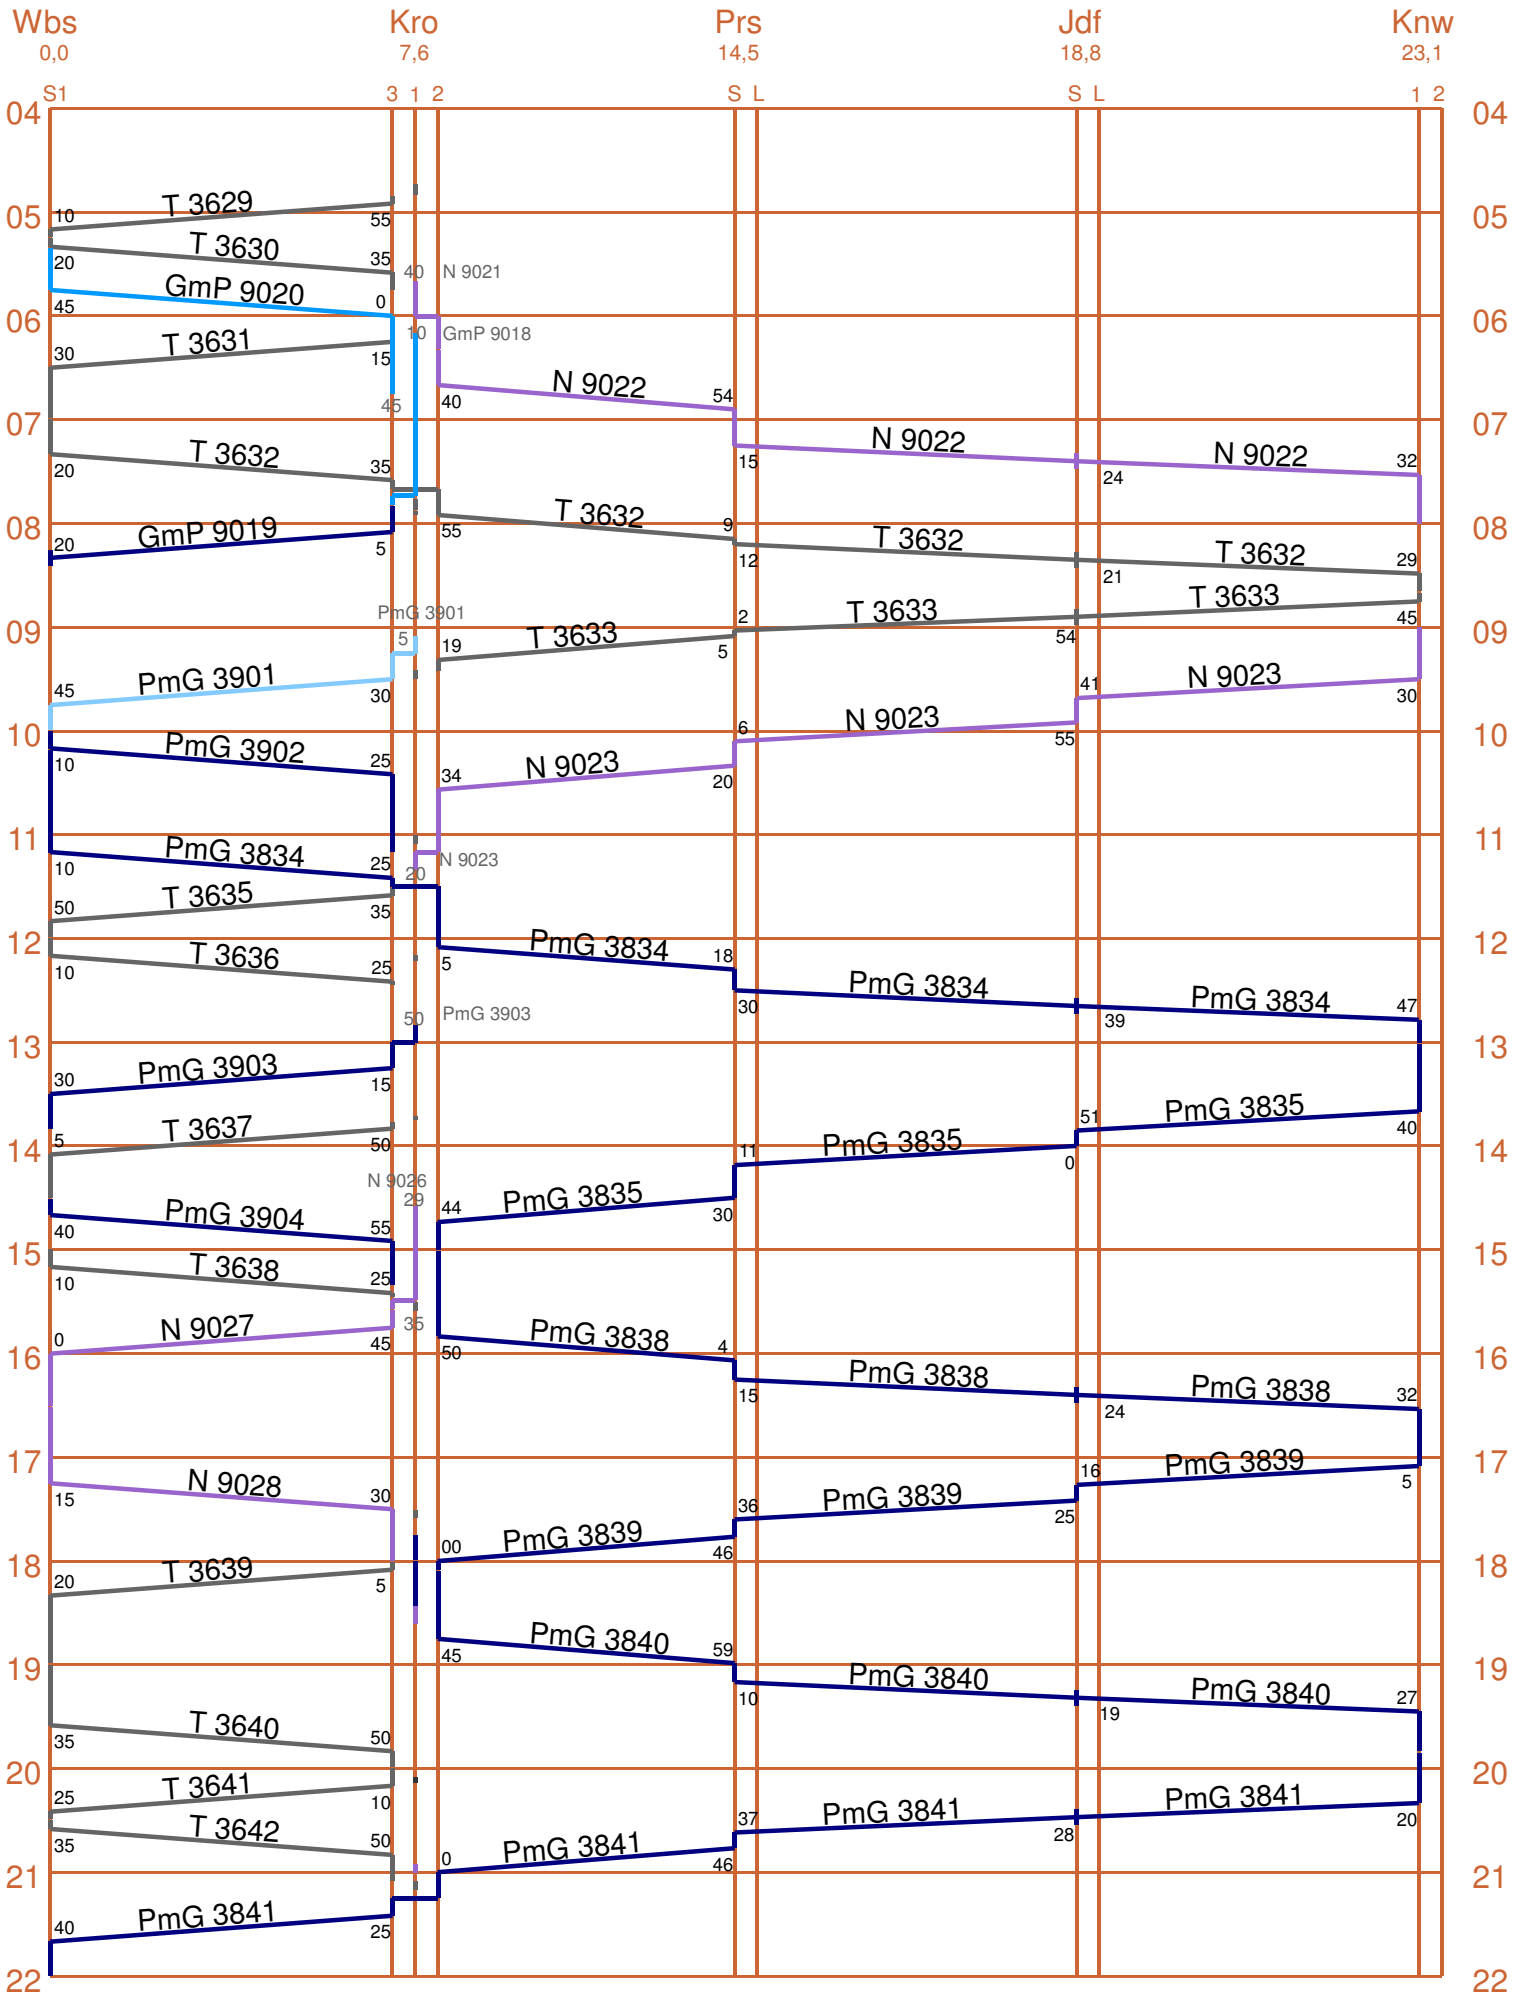 Wbs Kro Prs Jdf Knw
0,0 7,6 14,5 18,8 23,1
S1 3 1 2 S L S L 1 2
04 04
T 3629
10 55
05 05
T 3630
20 35 40 N 9021
GmP 9020
45 0
06 06
10 GmP 9018
T 3631
30 15
N 9022
45 40 54
07 07
N 9022 N 9022
15 24 32
T 3632
20 35
T 3632 T 3632 T 3632
55 9 12 21 29
08 08
GmP 9019
20 5
PmG 3901
5
T 3633 T 3633 T 3633
19 5 2 54 45
09 09
PmG 3901
45 30
N 9023 N 9023 N 9023
34 20 6 55 41 30
10 10
PmG 3902
10 25
11 11
PmG 3834
10 25
N 9023
20
T 3635
50 35
12 12
T 3636
10 25
PmG 3834 PmG 3834 PmG 3834
5 18 30 39 47
50 PmG 3903
13 13
PmG 3903
30 15
T 3637
5 50
PmG 3835 PmG 3835 PmG 3835
44 30 11 0 51 40
14 14
N 9026
29
PmG 3904
40 55
15 15
T 3638
10 25
N 9027
0 45 35
PmG 3838 PmG 3838 PmG 3838
50 4 15 24 32
16 16
17 17
N 9028
15 30
PmG 3839 PmG 3839 PmG 3839
00 46 36 25 16 5
18 18
T 3639
20 5
PmG 3840 PmG 3840 PmG 3840
45 59 10 19 27
19 19
T 3640
35 50
20 20
T 3641
25 10
T 3642
35 50
PmG 3841 PmG 3841 PmG 3841
0 46 37 28 20
21 21
PmG 3841
40 25
22 22